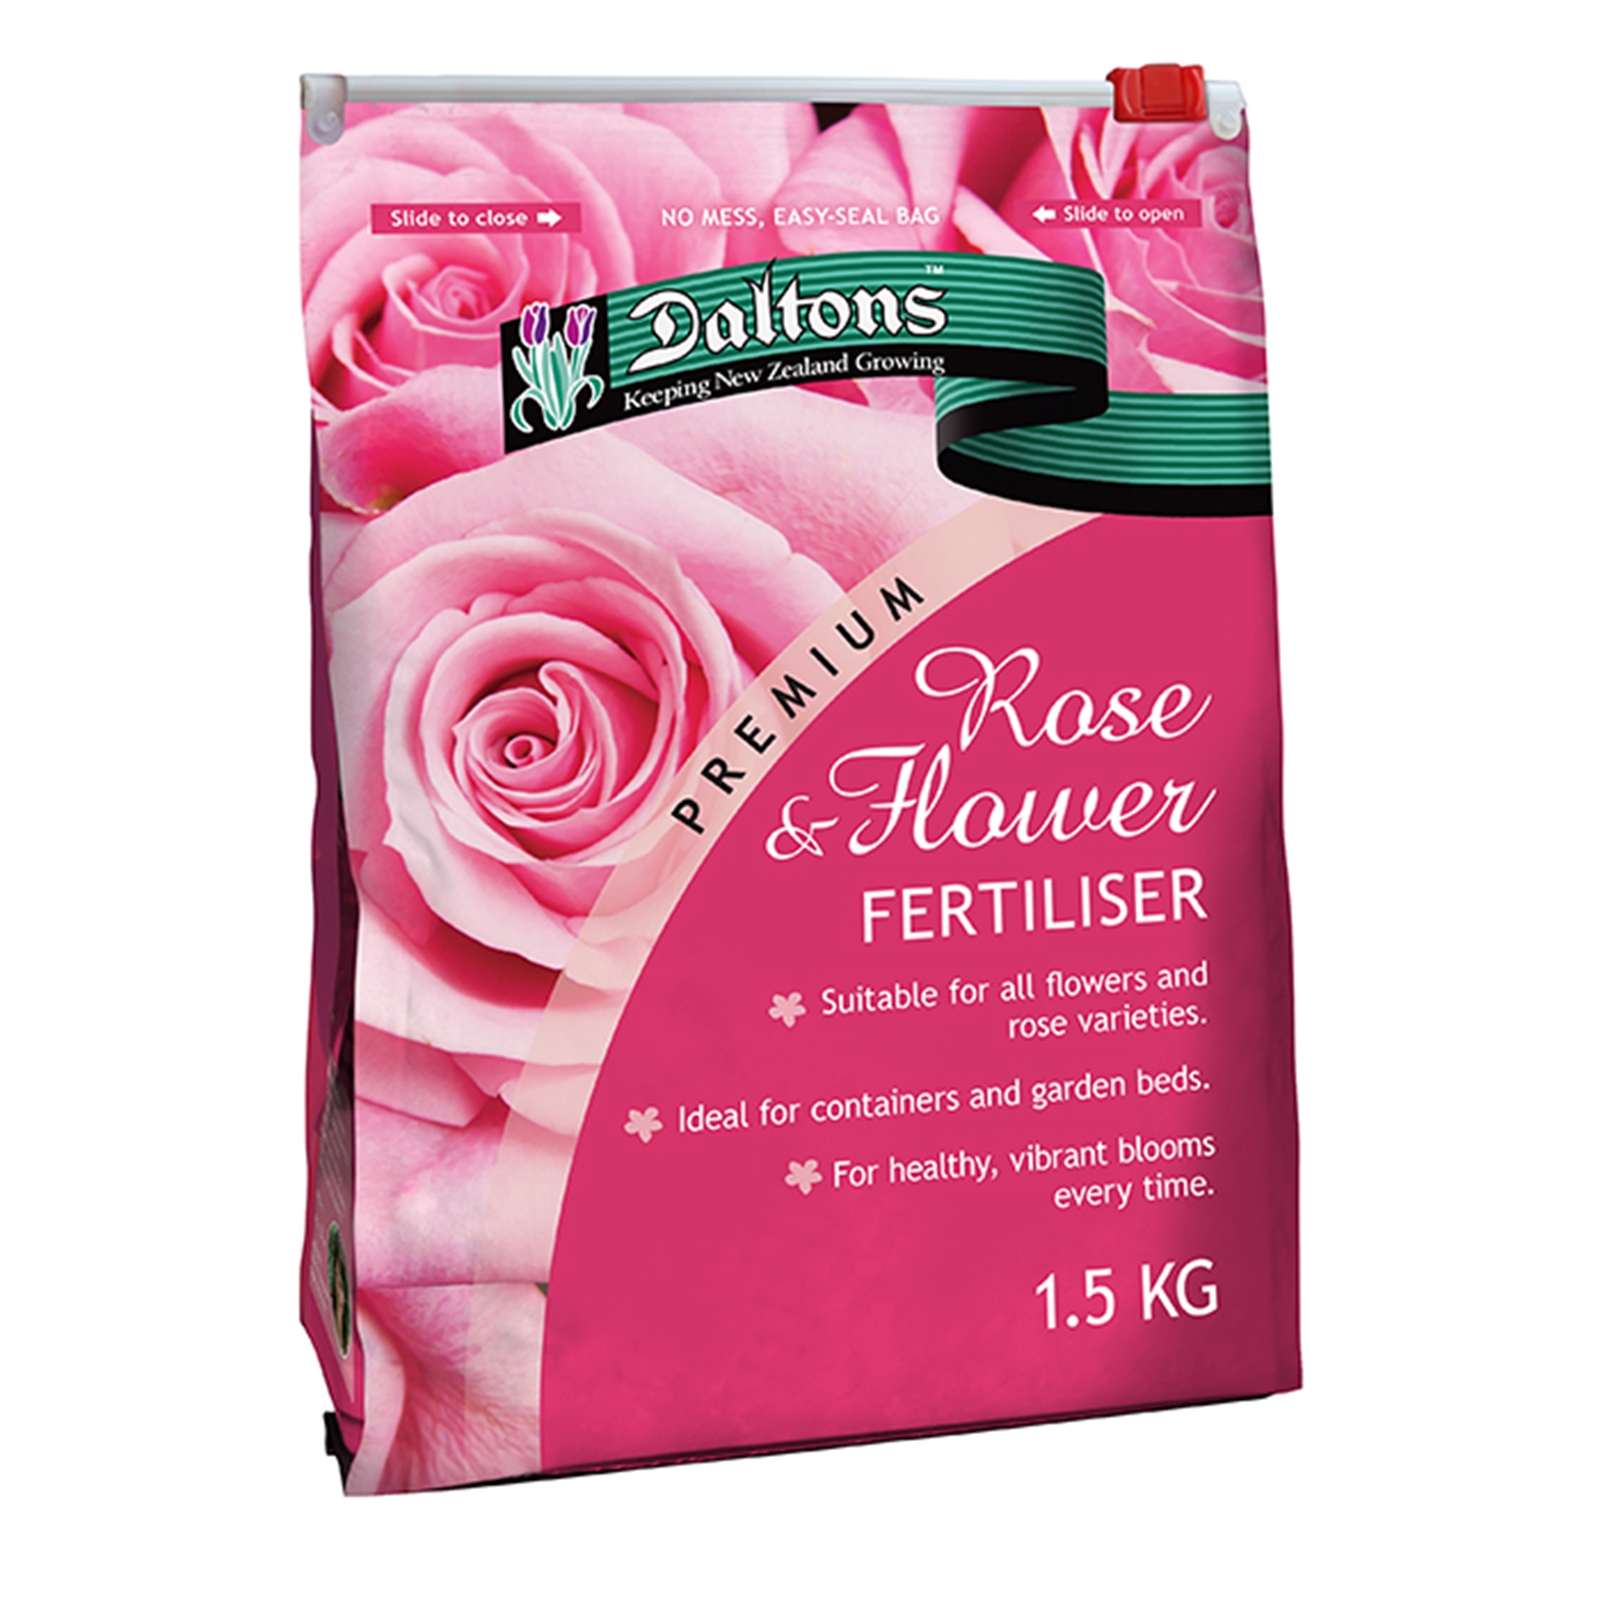 Slide to close
NO MESS, EASY-SEAL BAG
Slide to open
Daltons™
Keeping New Zealand Growing
PREMIUM
Rose
& Flower
FERTILISER
Suitable for all flowers and
rose varieties.
Ideal for containers and garden beds.
For healthy, vibrant blooms
every time.
1.5 KG